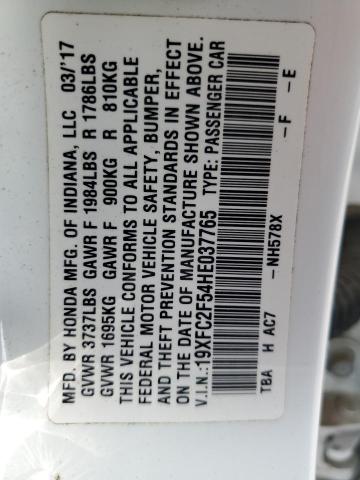 MFD. BY HONDA MFG. OF INDIANA, LLC 03/'17
GVWR 3737LBS GAWR F 1984LBS R 1786LBS
GVWR 1695KG GAWR F 900KG R 810KG
THIS VEHICLE CONFORMS TO ALL APPLICABLE
FEDERAL MOTOR VEHICLE SAFETY, BUMPER,
AND THEFT PREVENTION STANDARDS IN EFFECT
ON THE DATE OF MANUFACTURE SHOWN ABOVE.
V.I.N.:19XFC2F54HE037765 TYPE: PASSENGER CAR
TBA H AC7 -NH578X -F -E